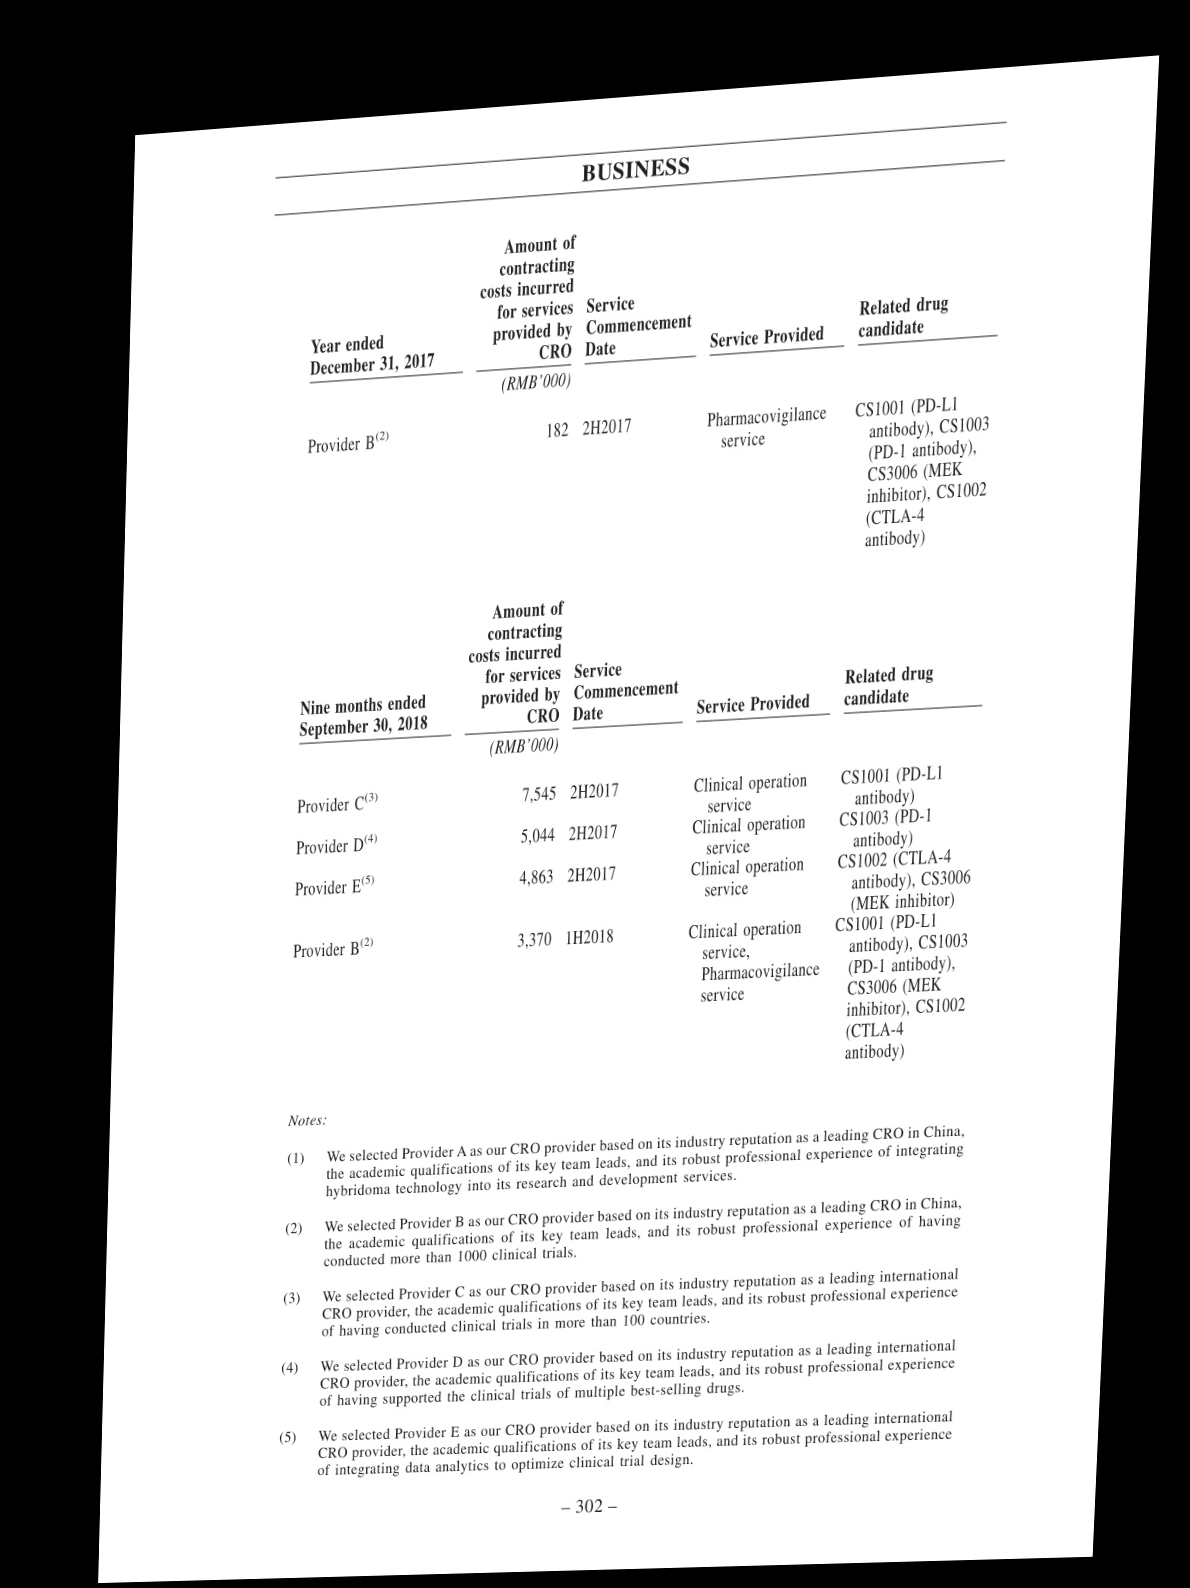 BUSINESS
Year ended
December 31, 2017
Amount of
contracting
costs incurred
for services
provided by
CRO
Service
Commencement
Date
Service Provided
Related drug
candidate
(RMB'000)
Provider B(2)
182
2H2017
Pharmacovigilance
service
CS1001 (PD-L1
antibody), CS1003
(PD-1 antibody),
CS3006 (MEK
inhibitor), CS1002
(CTLA-4
antibody)
Nine months ended
September 30, 2018
Amount of
contracting
costs incurred
for services
provided by
CRO
Service
Commencement
Date
Service Provided
Related drug
candidate
(RMB'000)
Provider C(3)
7,545
2H2017
Clinical operation
service
CS1001 (PD-L1
antibody)
Provider D(4)
5,044
2H2017
Clinical operation
service
CS1003 (PD-1
antibody)
Provider E(5)
4,863
2H2017
Clinical operation
service
CS1002 (CTLA-4
antibody), CS3006
(MEK inhibitor)
Provider B(2)
3,370
1H2018
Clinical operation
service,
Pharmacovigilance
service
CS1001 (PD-L1
antibody), CS1003
(PD-1 antibody),
CS3006 (MEK
inhibitor), CS1002
(CTLA-4
antibody)
Notes:
(1) We selected Provider A as our CRO provider based on its industry reputation as a leading CRO in China,
the academic qualifications of its key team leads, and its robust professional experience of integrating
hybridoma technology into its research and development services.
(2) We selected Provider B as our CRO provider based on its industry reputation as a leading CRO in China,
the academic qualifications of its key team leads, and its robust professional experience of having
conducted more than 1000 clinical trials.
(3) We selected Provider C as our CRO provider based on its industry reputation as a leading international
CRO provider, the academic qualifications of its key team leads, and its robust professional experience
of having conducted clinical trials in more than 100 countries.
(4) We selected Provider D as our CRO provider based on its industry reputation as a leading international
CRO provider, the academic qualifications of its key team leads, and its robust professional experience
of having supported the clinical trials of multiple best-selling drugs.
(5) We selected Provider E as our CRO provider based on its industry reputation as a leading international
CRO provider, the academic qualifications of its key team leads, and its robust professional experience
of integrating data analytics to optimize clinical trial design.
– 302 –